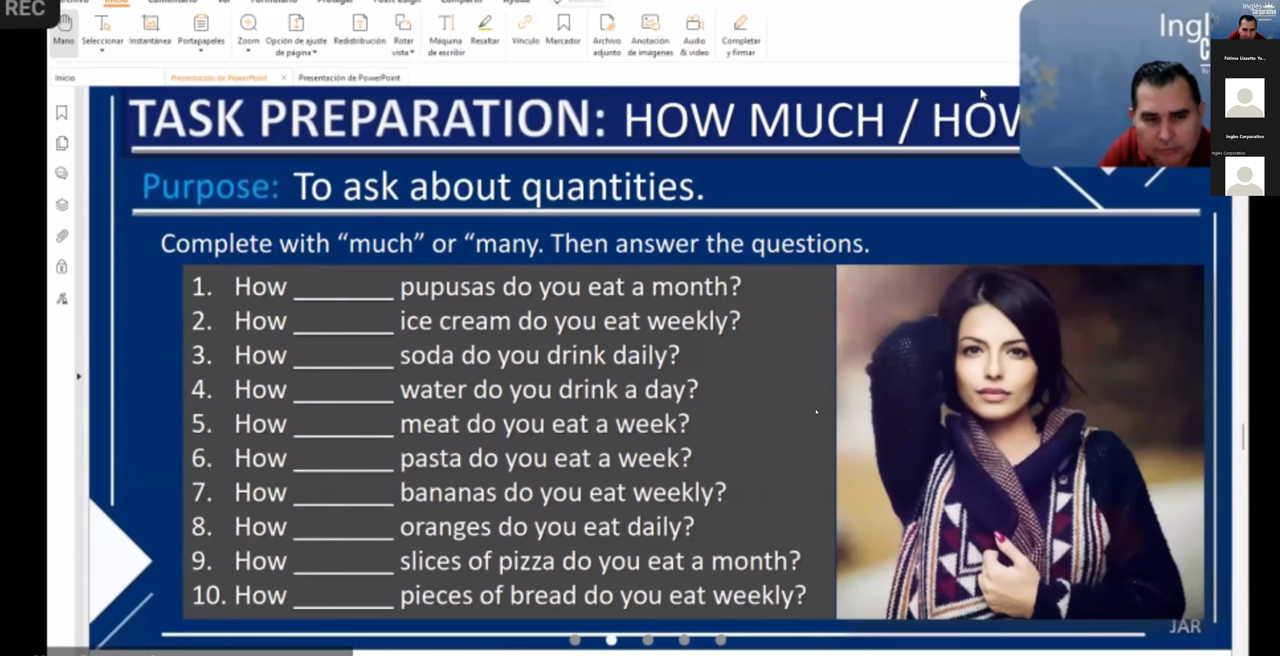 REC
Mano
Seleccionar
Instantánea
Portapapeles
Zoom
Opción de ajuste
de página
Redistribución
Rotar
vista
Máquina
de escribir
Resaltar
Vínculo
Marcador
Archivo
adjunto
Anotación
de imágenes
Audio
& video
Completar
y firmar
Inicio
Presentación de PowerPoint
Presentación de PowerPoint
TASK PREPARATION: HOW MUCH / HOW
Purpose: To ask about quantities.
Complete with “much” or “many. Then answer the questions.
1. How ________ pupusas do you eat a month?
2. How ________ ice cream do you eat weekly?
3. How ________ soda do you drink daily?
4. How ________ water do you drink a day?
5. How ________ meat do you eat a week?
6. How ________ pasta do you eat a week?
7. How ________ bananas do you eat weekly?
8. How ________ oranges do you eat daily?
9. How ________ slices of pizza do you eat a month?
10. How ________ pieces of bread do you eat weekly?
JAR
Ingles Corporativo
Ingles Corporativo